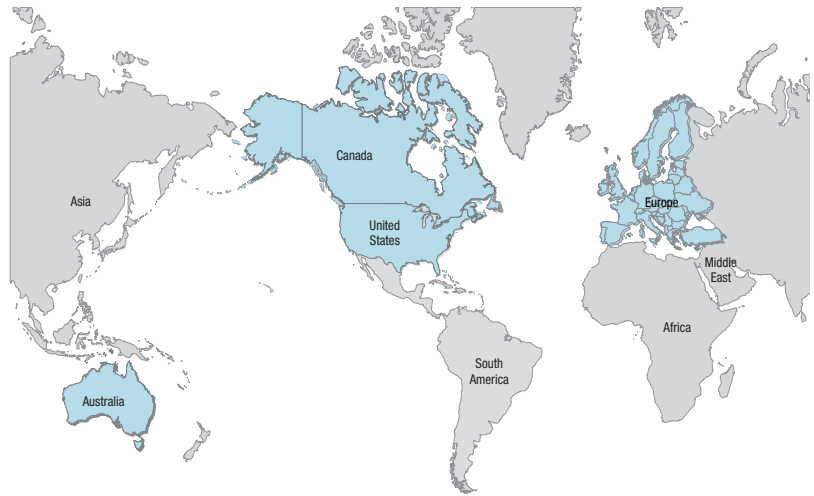 Canada
Asia
Europe
United
States
Middle
East
Africa
South
America
Australia